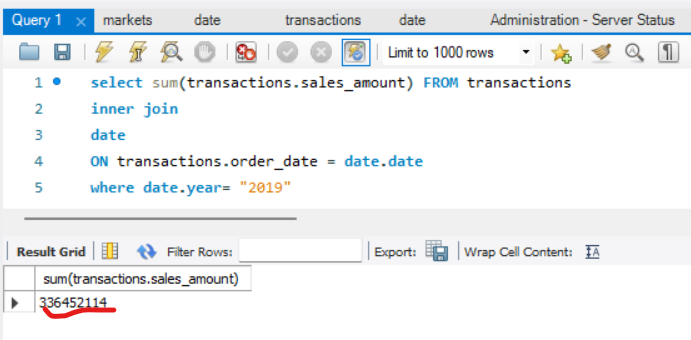 Query 1 × markets date transactions date Administration - Server Status
Limit to 1000 rows
1 select sum(transactions.sales_amount) FROM transactions
2 inner join
3 date
4 ON transactions.order_date = date.date
5 where date.year= "2019"
Result Grid Filter Rows: Export: Wrap Cell Content: IA
sum(transactions.sales_amount)
336452114